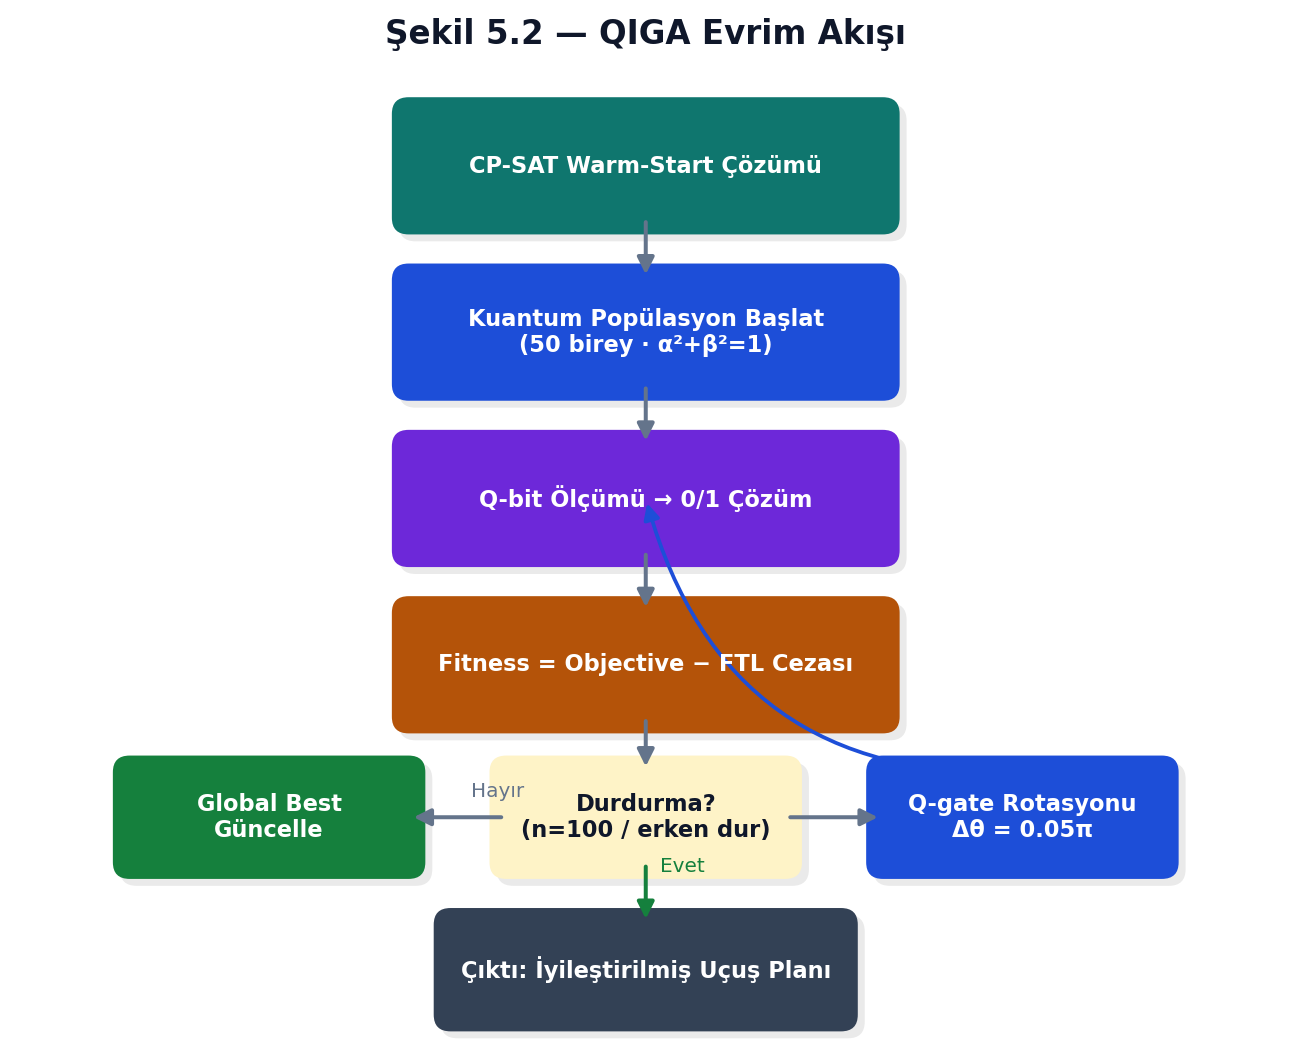 Şekil 5.2 — QIGA Evrim Akışı
CP-SAT Warm-Start Çözümü
Kuantum Popülasyon Başlat
(50 birey · α²+β²=1)
Q-bit Ölçümü → 0/1 Çözüm
Fitness = Objective − FTL Cezası
Global Best
Güncelle
Hayır
Durdurma?
(n=100 / erken dur)
Evet
Q-gate Rotasyonu
Δθ = 0.05π
Çıktı: İyileştirilmiş Uçuş Planı